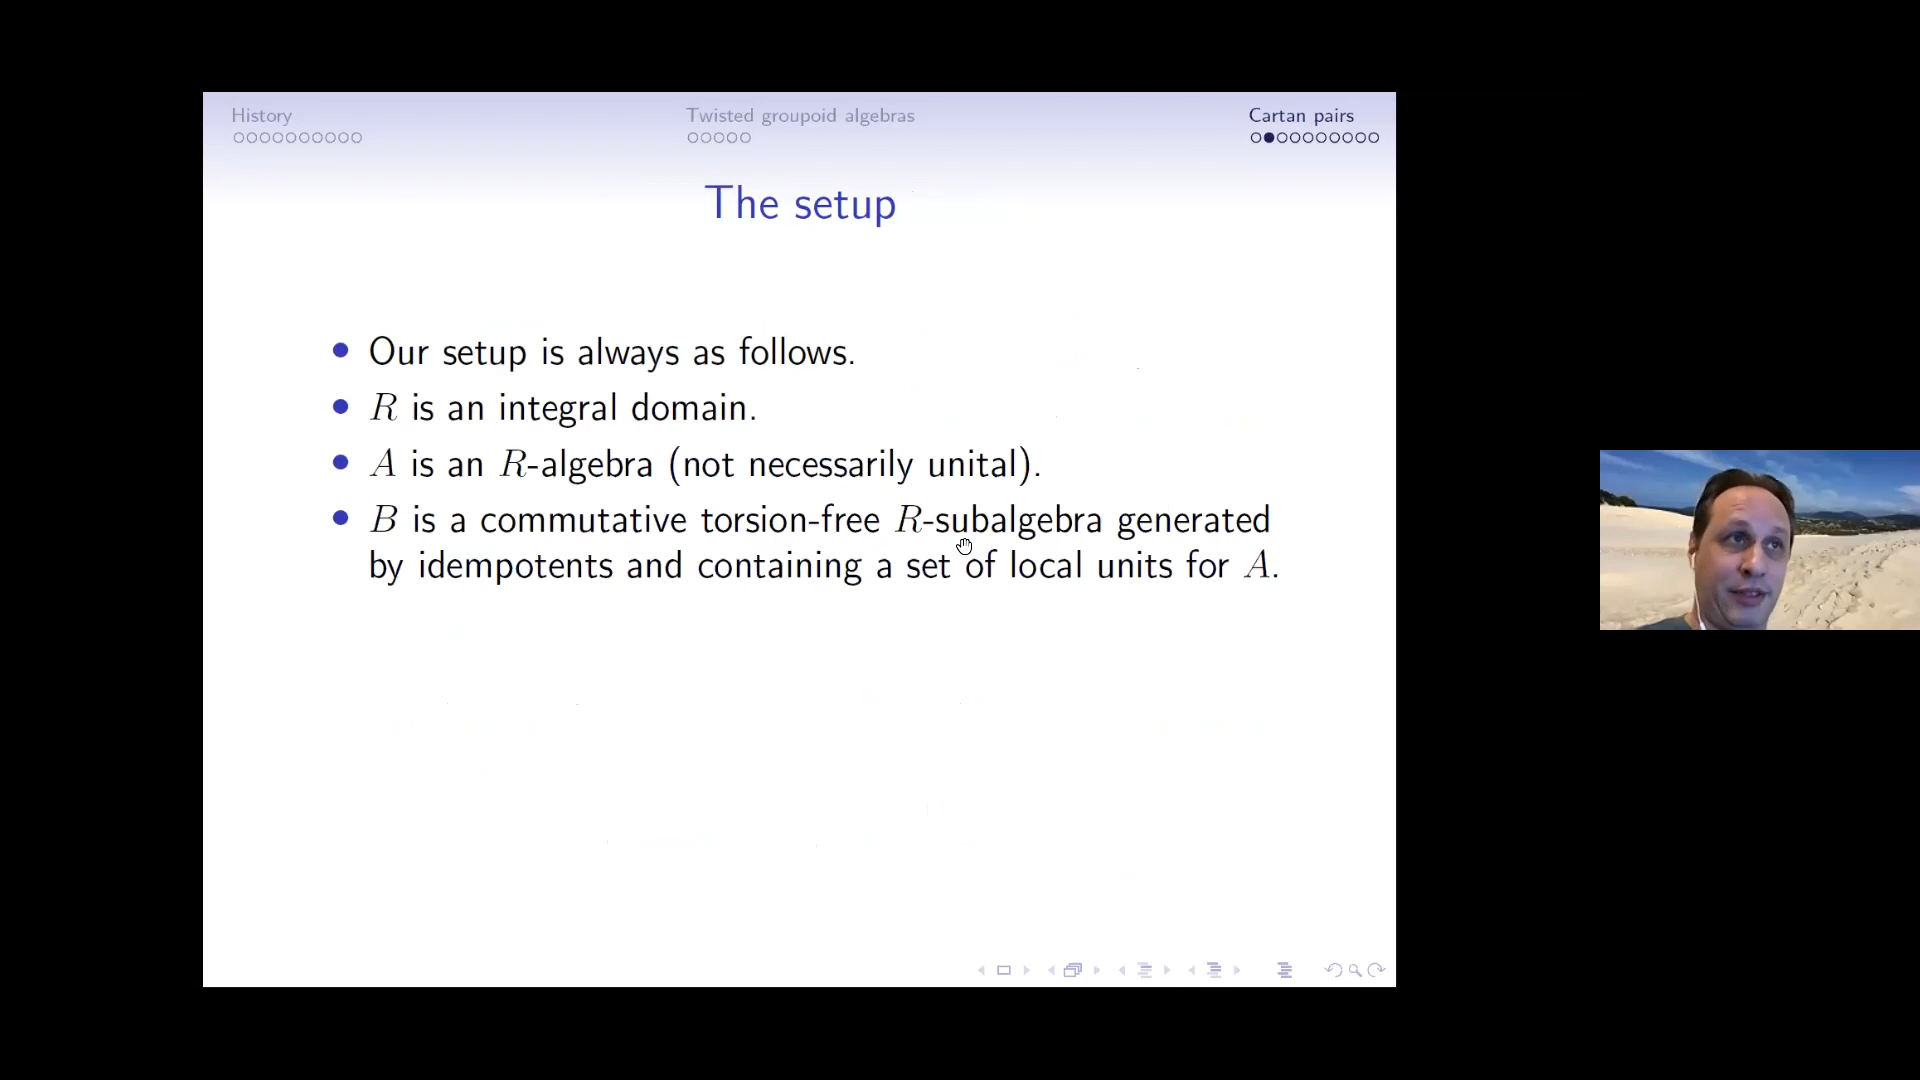 History
Twisted groupoid algebras
Cartan pairs
The setup
• Our setup is always as follows.
• R is an integral domain.
• A is an R-algebra (not necessarily unital).
• B is a commutative torsion-free R-subalgebra generated
by idempotents and containing a set of local units for A.